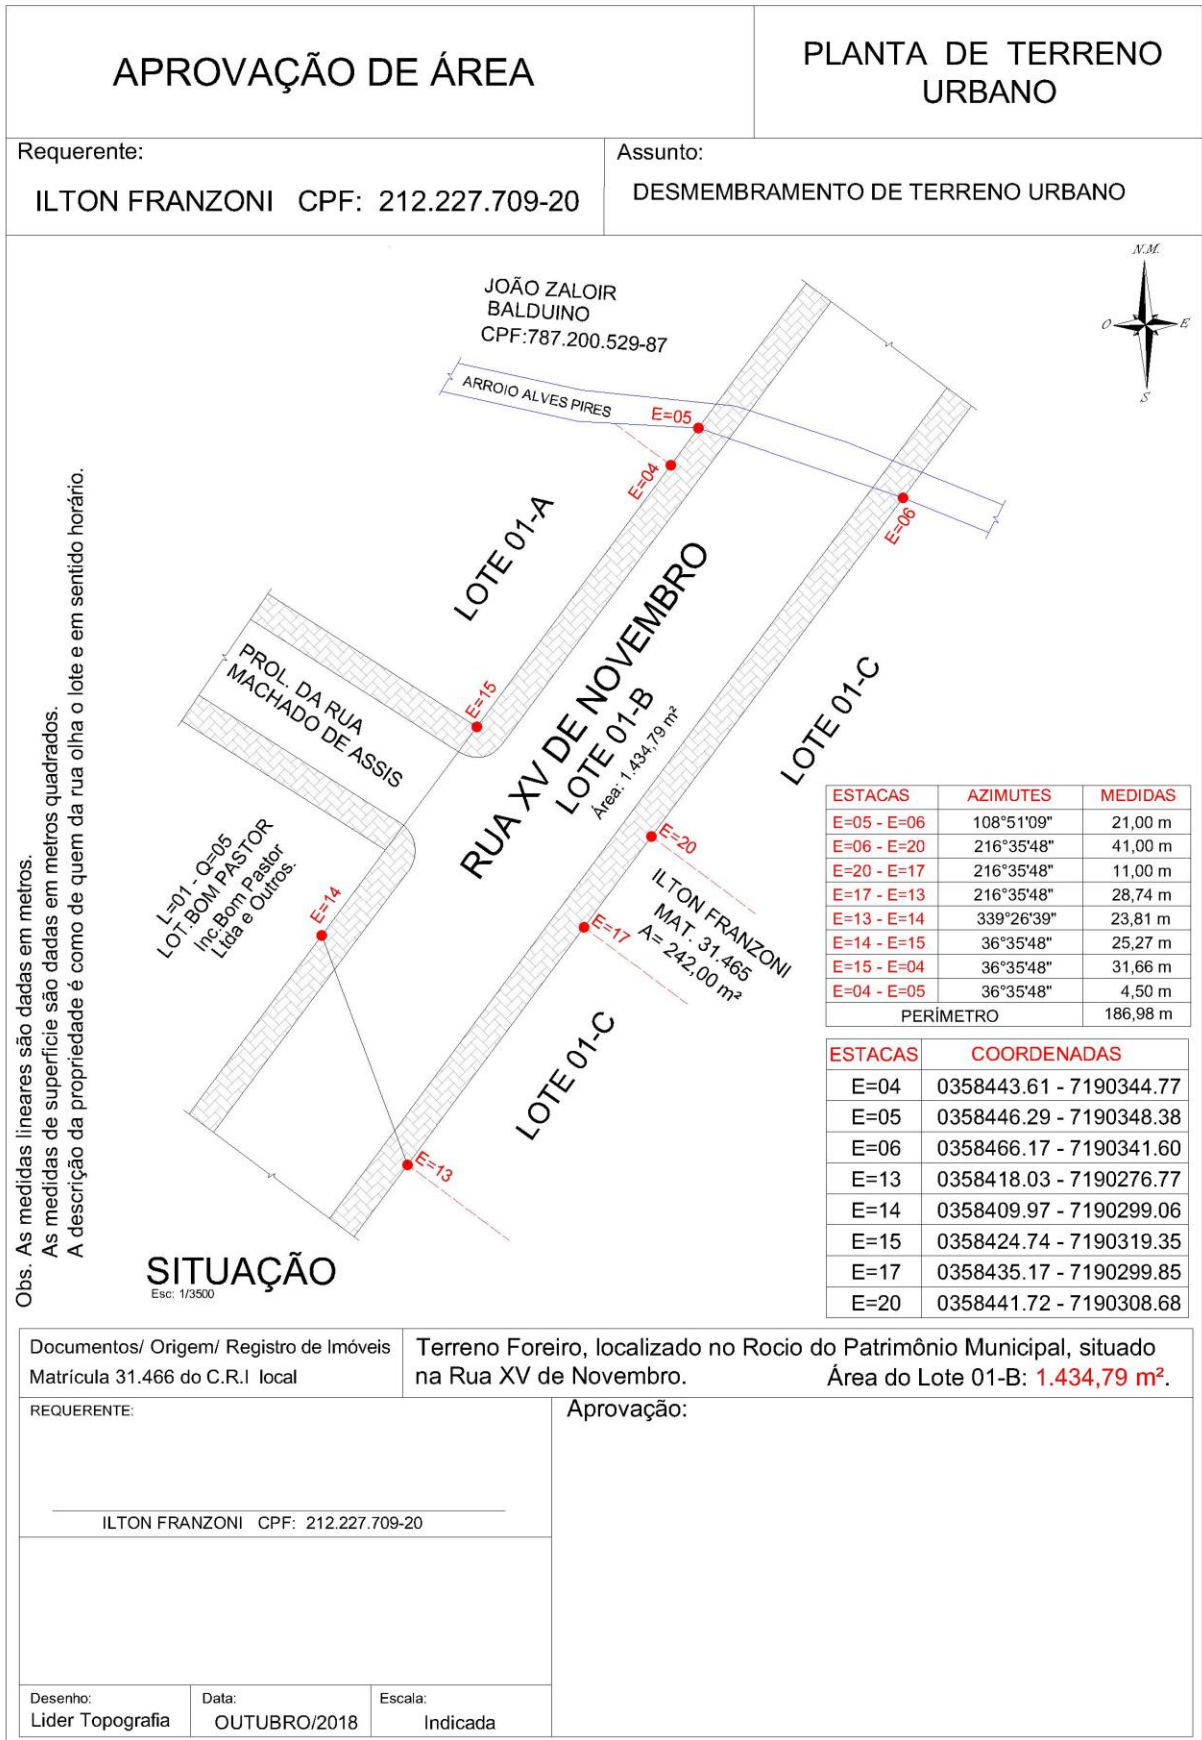 APROVAÇÃO DE ÁREA
PLANTA DE TERRENO
URBANO
Requerente:
ILTON FRANZONI CPF: 212.227.709-20
Assunto:
DESMEMBRAMENTO DE TERRENO URBANO
N.M.
O
E
S
JOÃO ZALOIR
BALDUINO
CPF:787.200.529-87
ARROIO ALVES PIRES
E=05
E=04
E=06
LOTE 01-A
PROL. DA RUA
MACHADO DE ASSIS
E=15
RUA XV DE NOVEMBRO
LOTE 01-B
Área: 1.434,79 m²
LOTE 01-C
L=01 - Q=05
LOT.BOM PASTOR
Inc.Bom Pastor
Ltda e Outros.
E=14
E=20
ILTON FRANZONI
MAT. 31.465
A= 242,00 m²
E=17
LOTE 01-C
E=13
Obs. As medidas lineares são dadas em metros.
As medidas de superficie são dadas em metros quadrados.
A descrição da propriedade é como de quem da rua olha o lote e em sentido horário.
SITUAÇÃO
Esc: 1/3500
ESTACAS AZIMUTES MEDIDAS
E=05 - E=06 108°51'09" 21,00 m
E=06 - E=20 216°35'48" 41,00 m
E=20 - E=17 216°35'48" 11,00 m
E=17 - E=13 216°35'48" 28,74 m
E=13 - E=14 339°26'39" 23,81 m
E=14 - E=15 36°35'48" 25,27 m
E=15 - E=04 36°35'48" 31,66 m
E=04 - E=05 36°35'48" 4,50 m
PERÍMETRO 186,98 m
ESTACAS COORDENADAS
E=04 0358443.61 - 7190344.77
E=05 0358446.29 - 7190348.38
E=06 0358466.17 - 7190341.60
E=13 0358418.03 - 7190276.77
E=14 0358409.97 - 7190299.06
E=15 0358424.74 - 7190319.35
E=17 0358435.17 - 7190299.85
E=20 0358441.72 - 7190308.68
Documentos/ Origem/ Registro de Imóveis
Matrícula 31.466 do C.R.I local
Terreno Foreiro, localizado no Rocio do Patrimônio Municipal, situado
na Rua XV de Novembro. Área do Lote 01-B: 1.434,79 m².
REQUERENTE:
ILTON FRANZONI CPF: 212.227.709-20
Aprovação:
Desenho:
Lider Topografia
Data:
OUTUBRO/2018
Escala:
Indicada